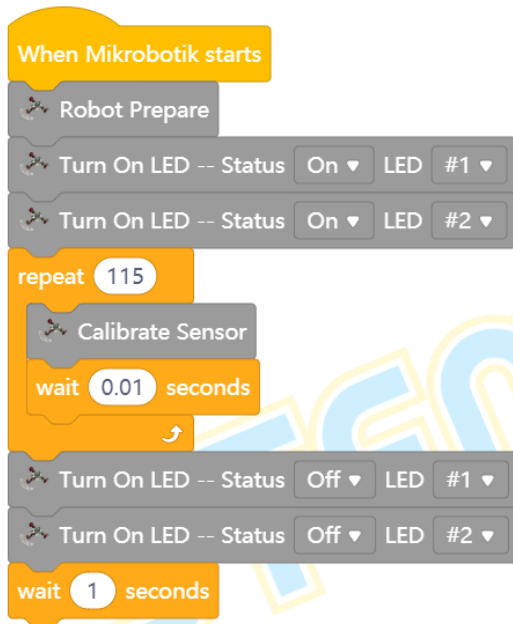 When Mikrobotik starts
Robot Prepare
Turn On LED -- Status On LED #1
Turn On LED -- Status On LED #2
repeat 115
Calibrate Sensor
wait 0.01 seconds
Turn On LED -- Status Off LED #1
Turn On LED -- Status Off LED #2
wait 1 seconds